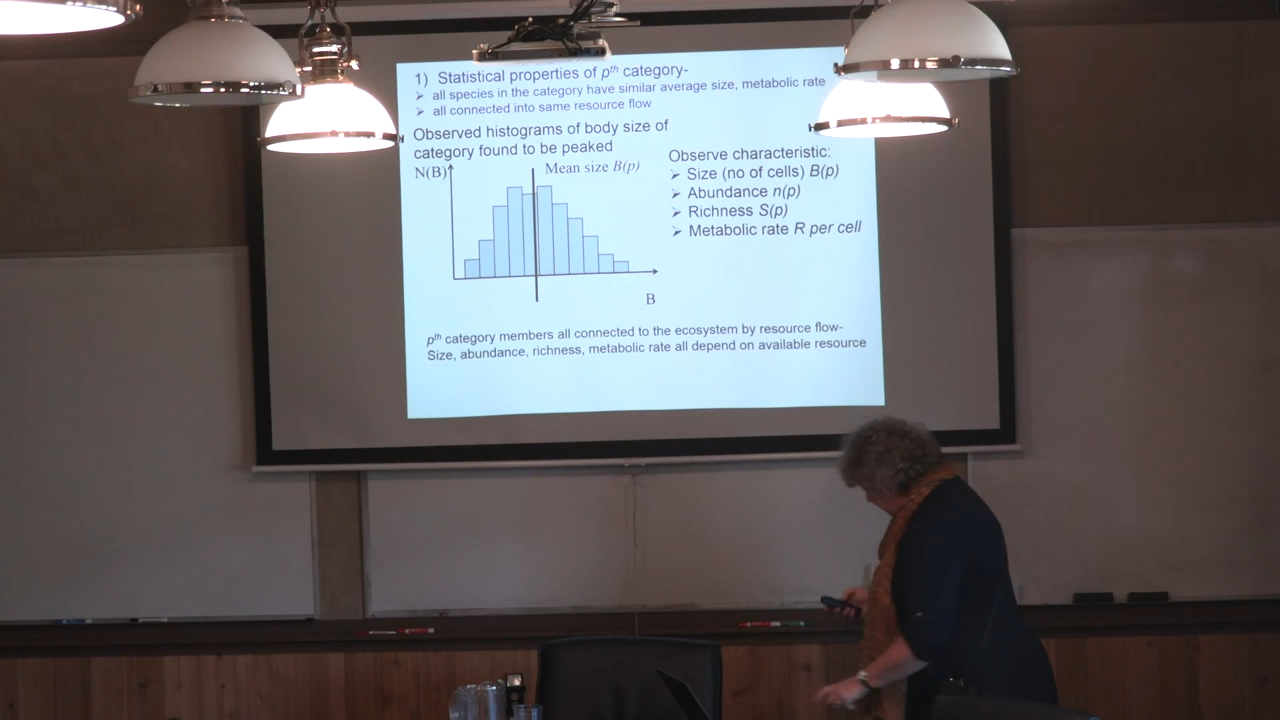 1) Statistical properties of pth category-
➢ all species in the category have similar average size, metabolic rate
➢ all connected into same resource flow
Observed histograms of body size of
category found to be peaked
N(B)
Mean size B(p)
B
Observe characteristic:
➢ Size (no of cells) B(p)
➢ Abundance n(p)
➢ Richness S(p)
➢ Metabolic rate R per cell
pth category members all connected to the ecosystem by resource flow-
Size, abundance, richness, metabolic rate all depend on available resource